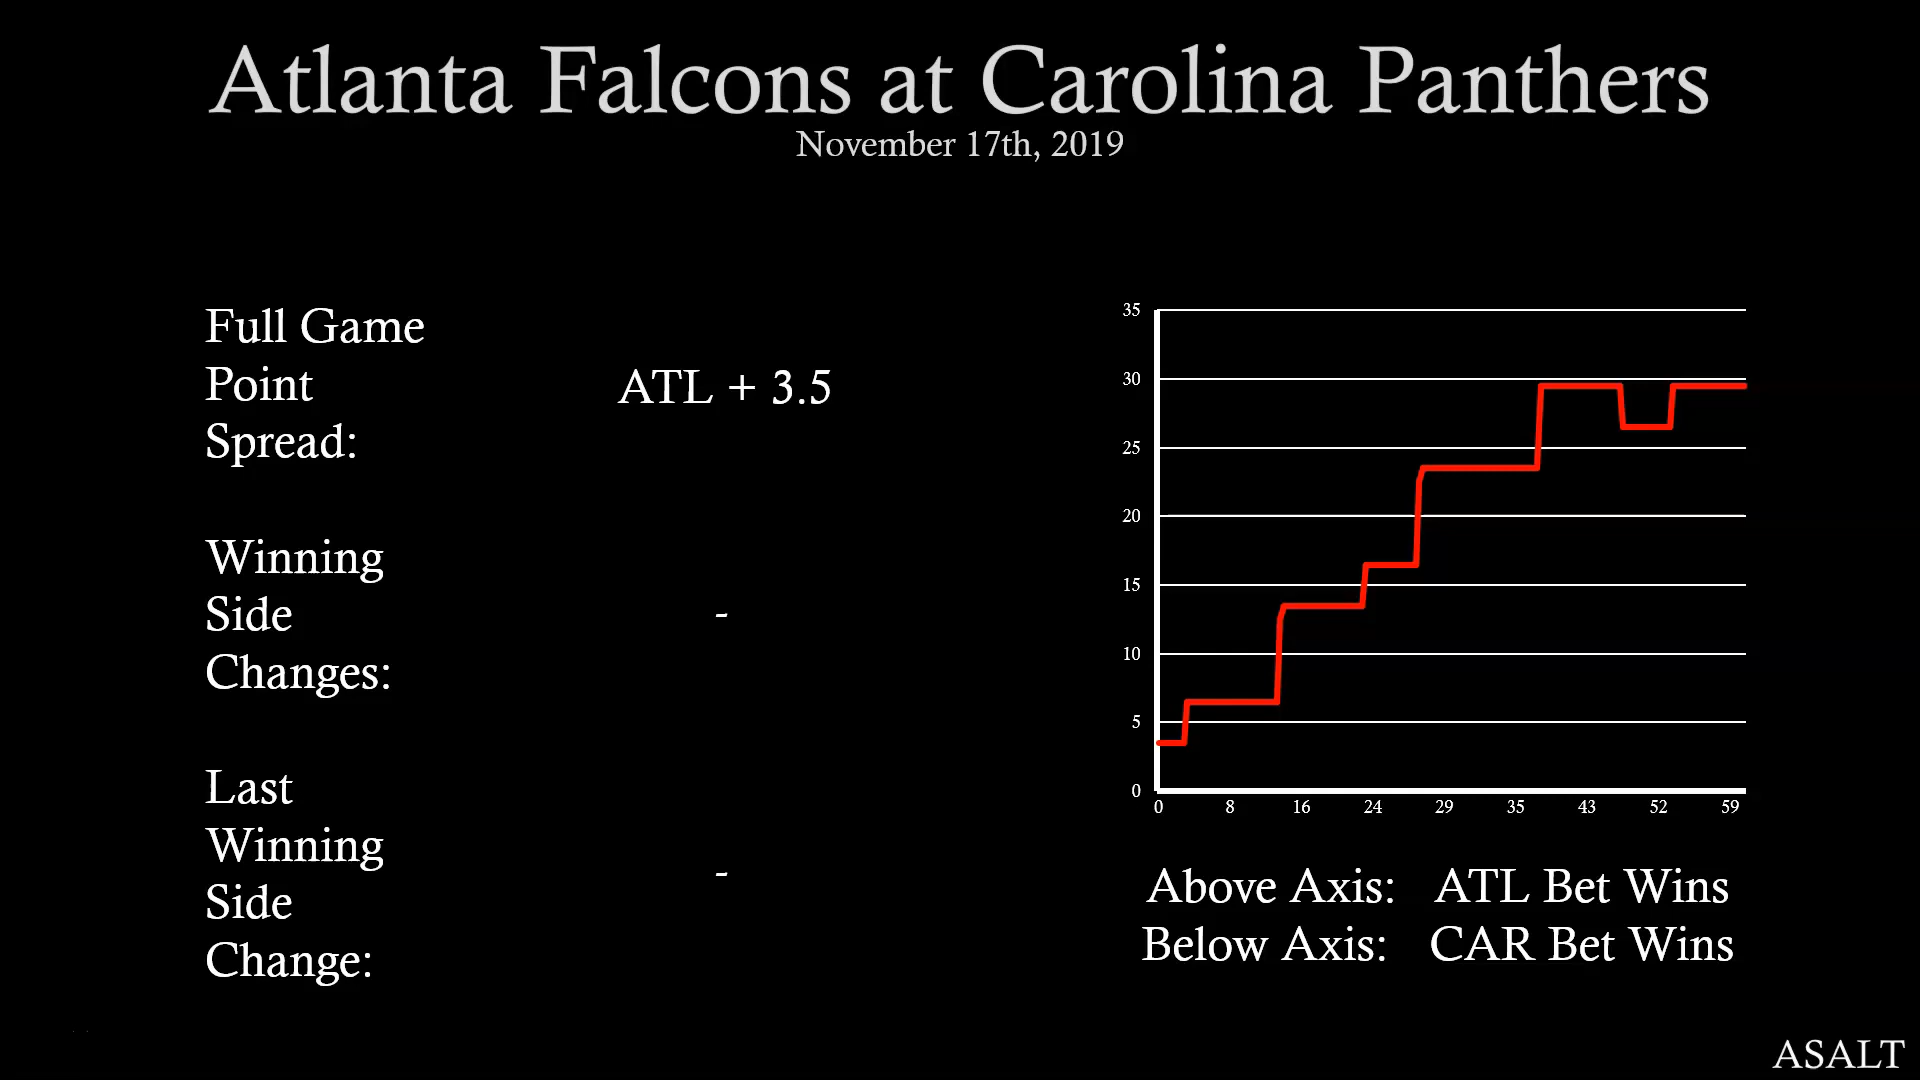 Atlanta Falcons at Carolina Panthers
November 17th, 2019
Full Game
Point
Spread:
ATL + 3.5
Winning
Side
Changes:
-
Last
Winning
Side
Change:
-
35
30
25
20
15
10
5
0
0 8 16 24 29 35 43 52 59
Above Axis: ATL Bet Wins
Below Axis: CAR Bet Wins
ASALT